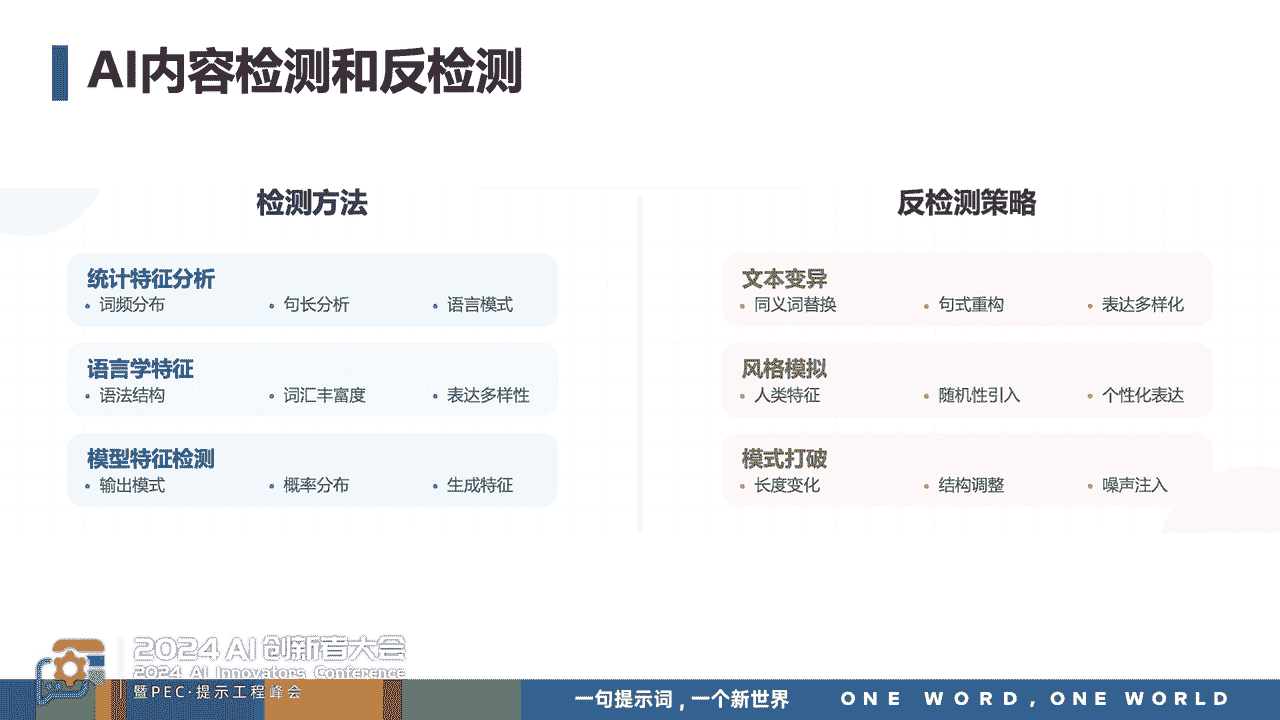 AI内容检测和反检测
检测方法
统计特征分析
词频分布 句长分析 语言模式
语言学特征
语法结构 词汇丰富度 表达多样性
模型特征检测
输出模式 概率分布 生成特征
反检测策略
文本变异
同义词替换 句式重构 表达多样化
风格模拟
人类特征 随机性引入 个性化表达
模式打破
长度变化 结构调整 噪声注入
2024 AI 创新者大会
2024 AI Innovators Conference
暨PEC·提示工程峰会
一句提示词,一个新世界 ONE WORD, ONE WORLD